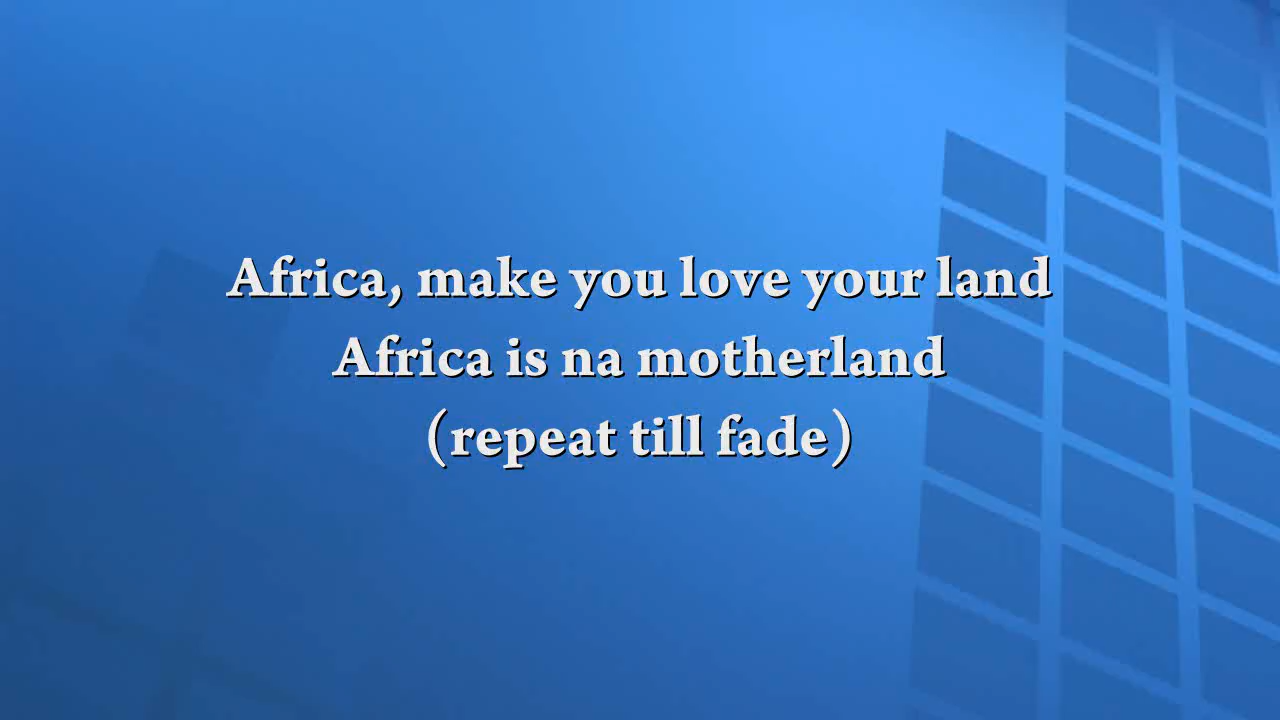 Africa, make you love your land
Africa is na motherland
(repeat till fade)